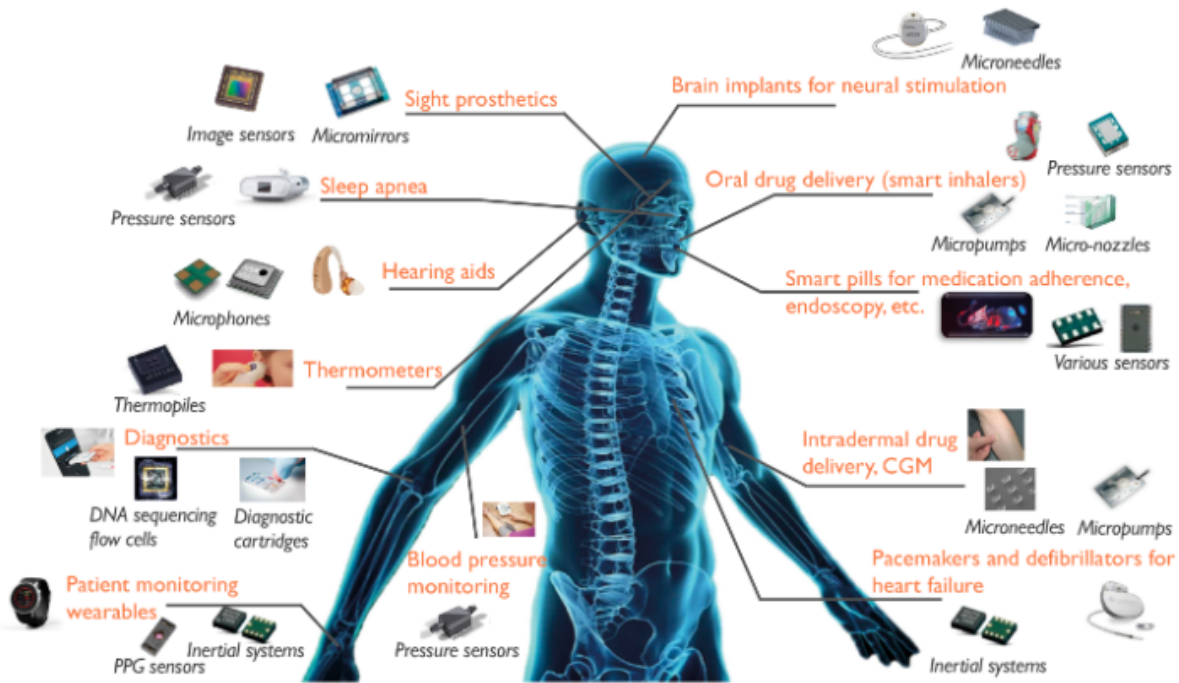 Microneedles
Brain implants for neural stimulation
Sight prosthetics
Image sensors
Micromirrors
Pressure sensors
Sleep apnea
Oral drug delivery (smart inhalers)
Pressure sensors
Micropumps
Micro-nozzles
Hearing aids
Smart pills for medication adherence,
endoscopy, etc.
Microphones
Various sensors
Thermometers
Thermopiles
Diagnostics
Intradermal drug
delivery, CGM
DNA sequencing
flow cells
Diagnostic
cartridges
Microneedles
Micropumps
Blood pressure
monitoring
Pacemakers and defibrillators for
heart failure
Patient monitoring
wearables
PPG sensors
Inertial systems
Pressure sensors
Inertial systems